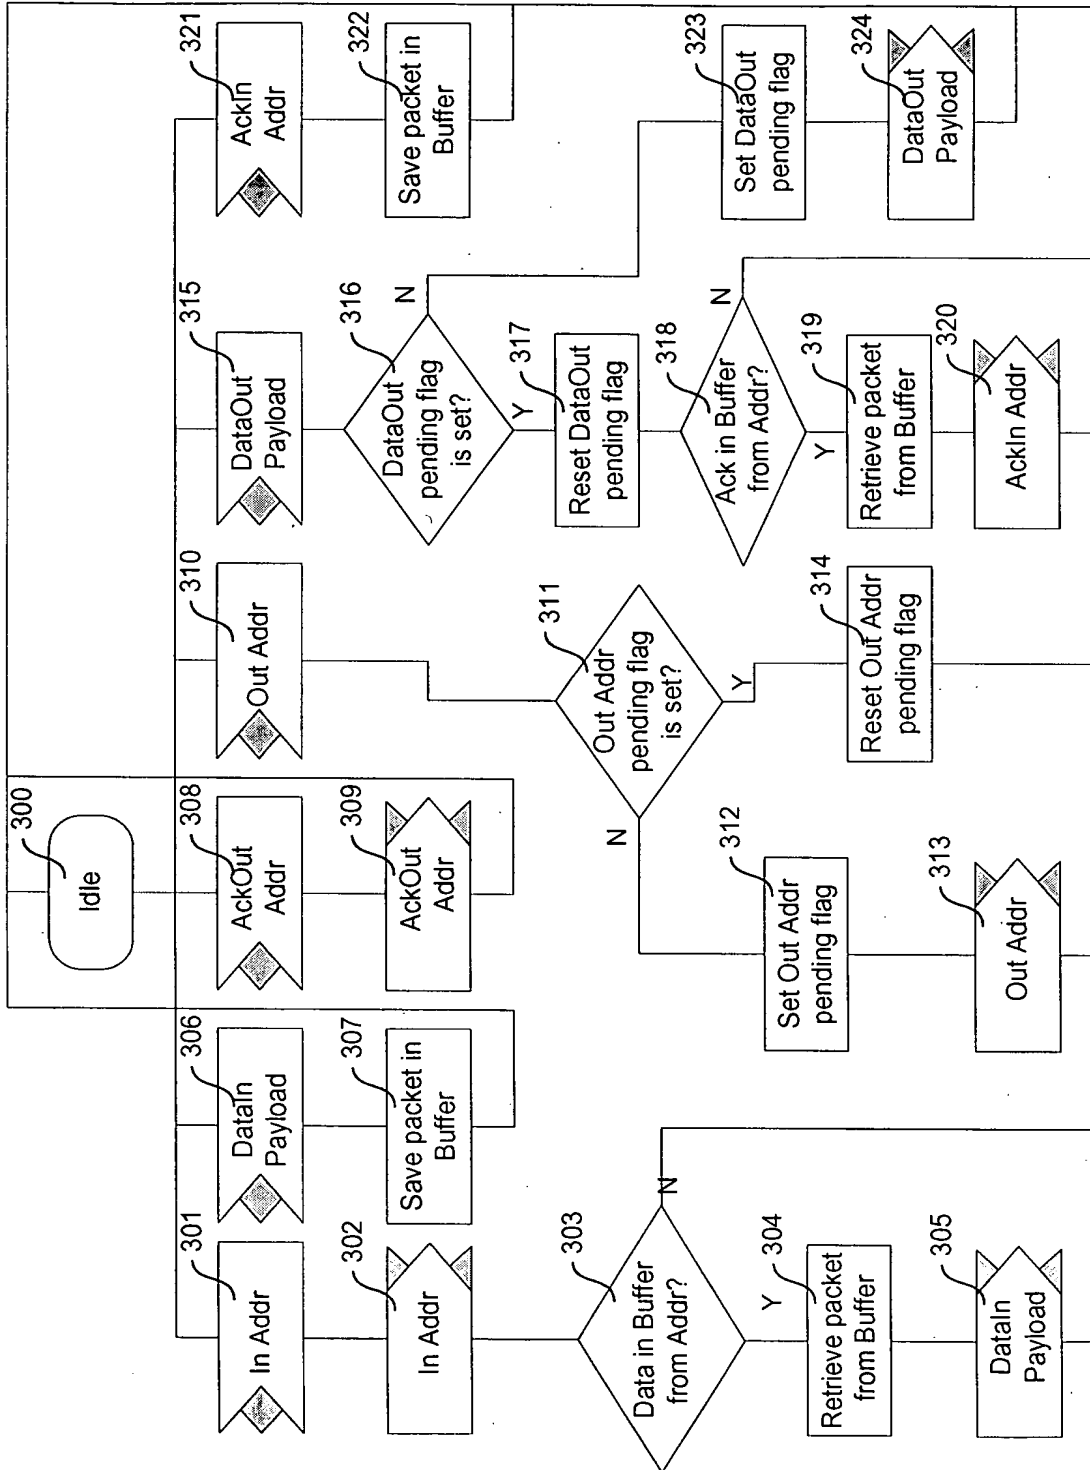 300
Idle
301
In Addr
302
In Addr
303
Data in Buffer
from Addr?
N
Y
304
Retrieve packet
from Buffer
305
DataIn
Payload
306
DataIn
Payload
307
Save packet in
Buffer
308
AckOut
Addr
309
AckOut
Addr
310
Out Addr
311
Out Addr
pending flag
is set?
N
Y
312
Set Out Addr
pending flag
313
Out Addr
314
Reset Out Addr
pending flag
315
DataOut
Payload
316
DataOut
pending flag
is set?
N
Y
317
Reset DataOut
pending flag
318
Ack in Buffer
from Addr?
N
Y
319
Retrieve packet
from Buffer
320
AckIn Addr
321
AckIn
Addr
322
Save packet in
Buffer
323
Set DataOut
pending flag
324
DataOut
Payload